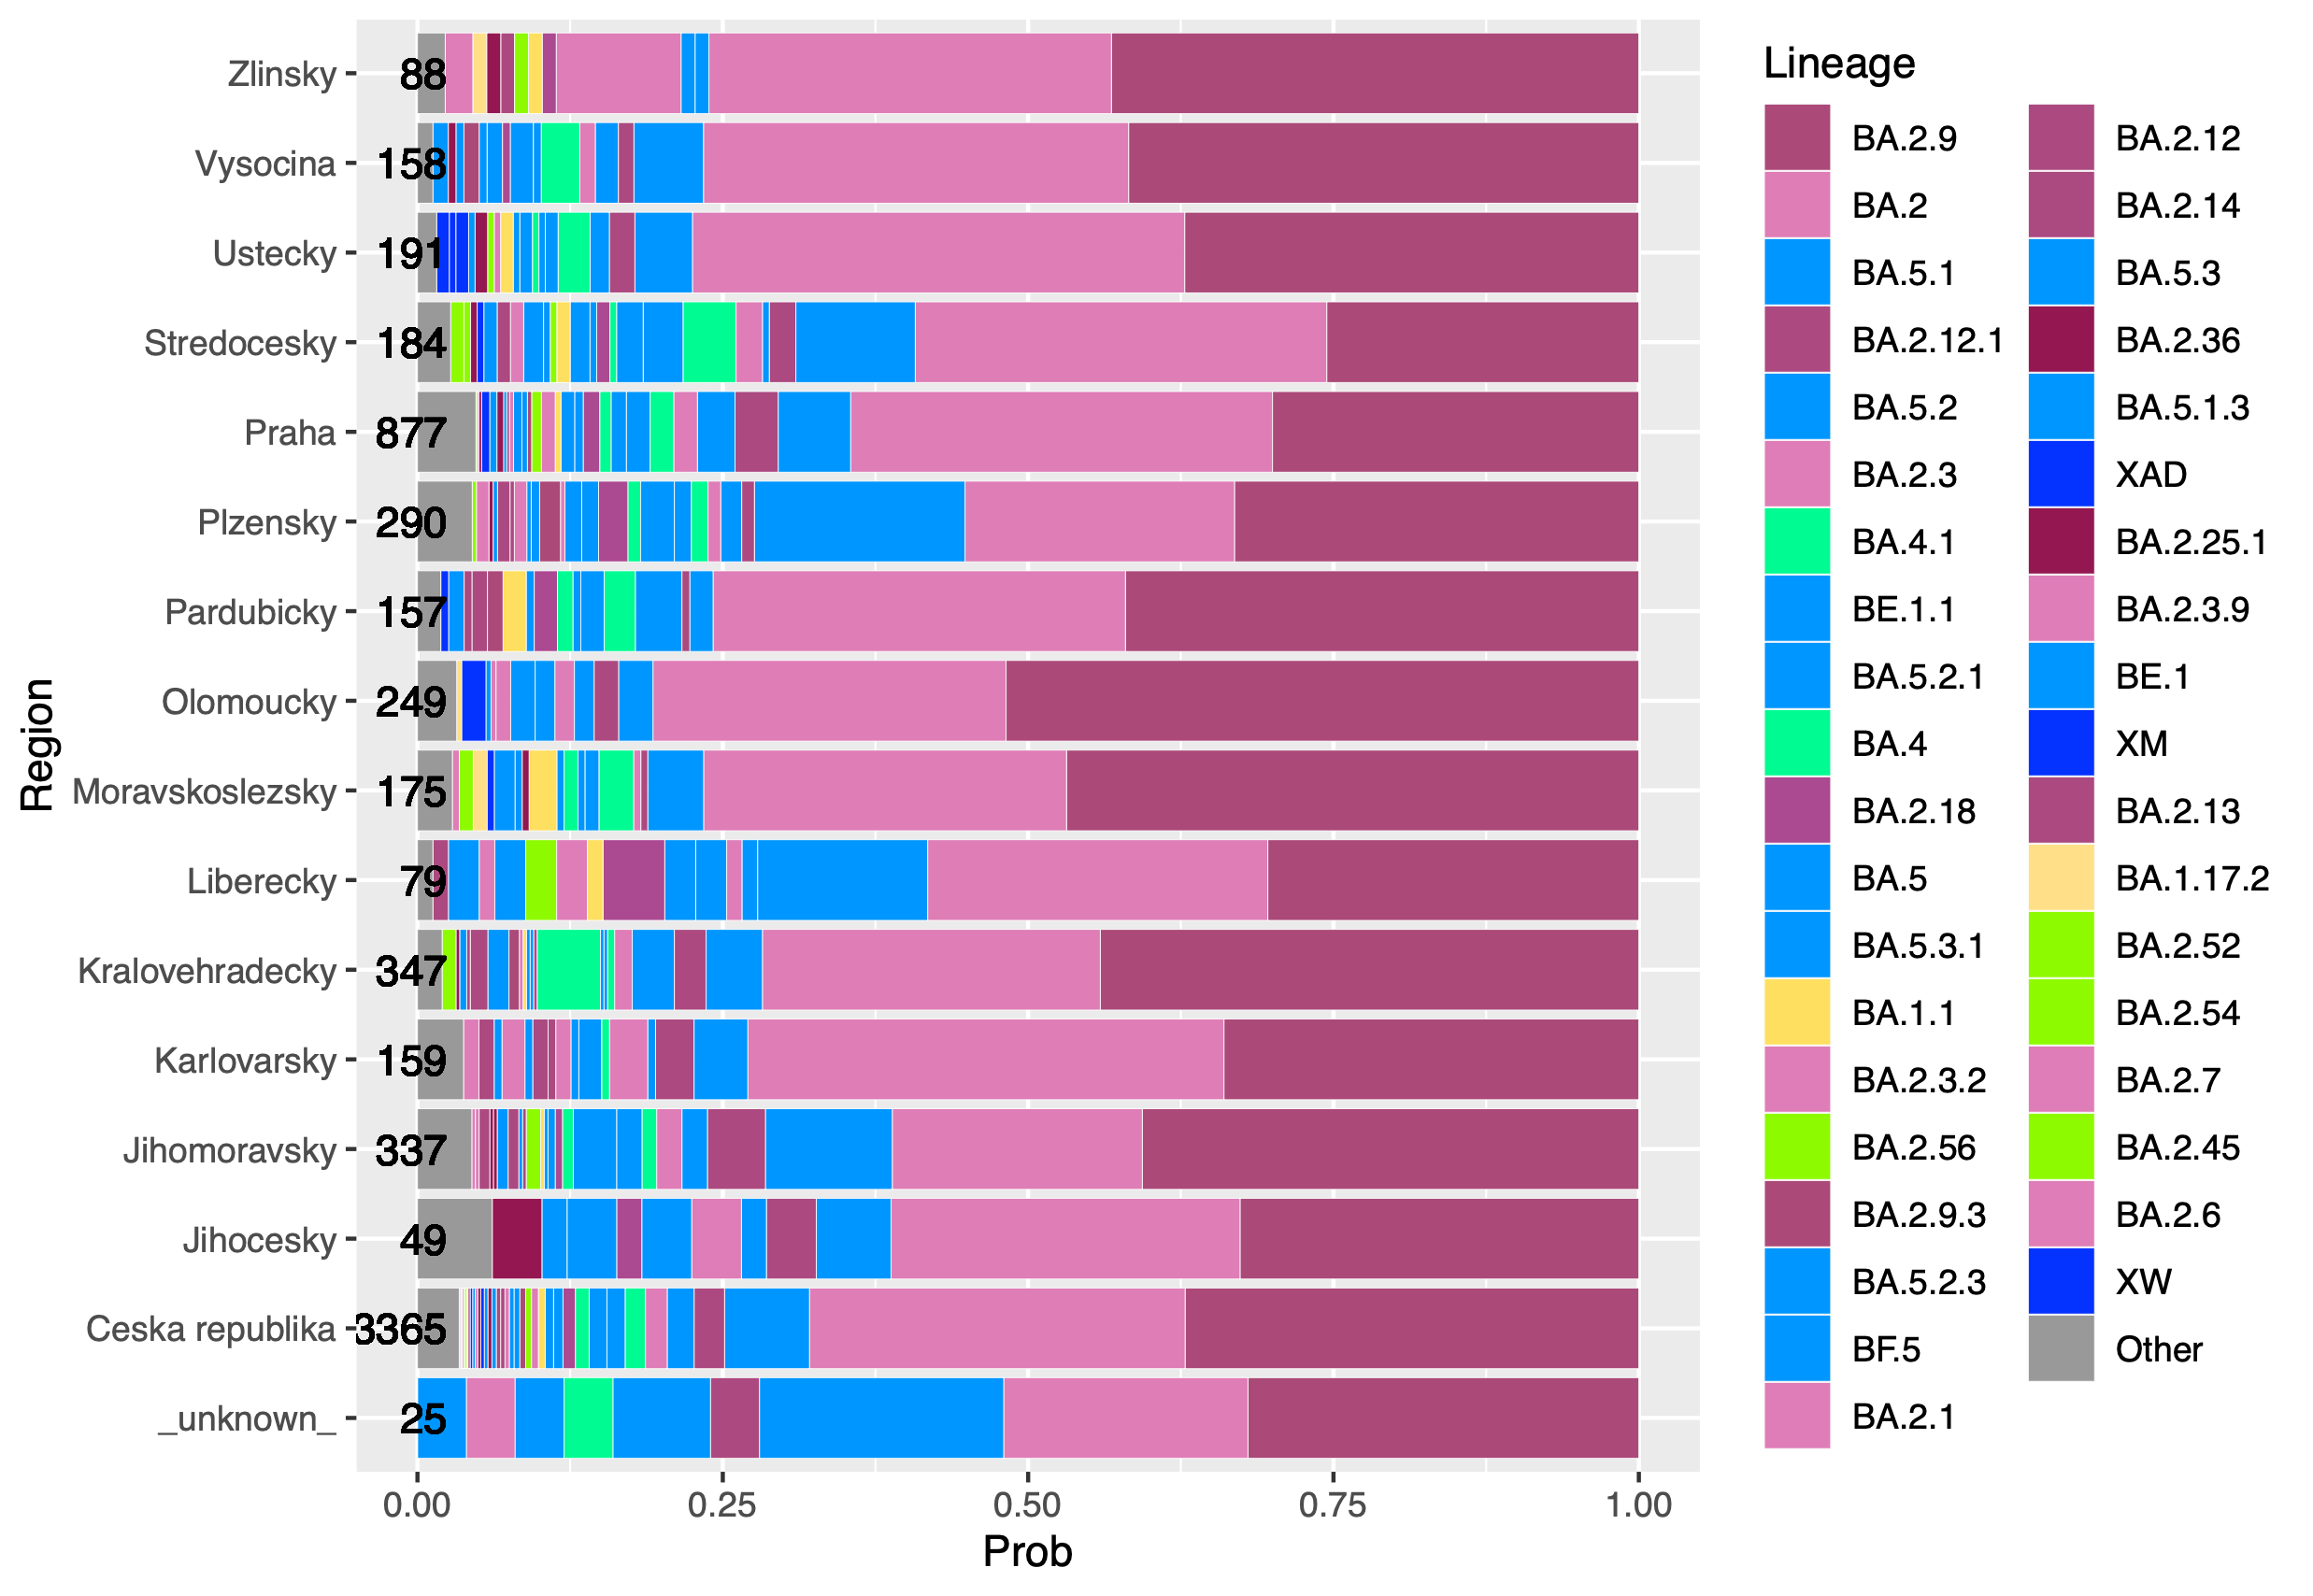 Region
Zlinsky
88
Vysocina
158
Ustecky
191
Stredocesky
184
Praha
877
Plzensky
290
Pardubicky
157
Olomoucky
249
Moravskoslezsky
175
Liberecky
79
Kralovehradecky
347
Karlovarsky
159
Jihomoravsky
337
Jihocesky
49
Ceska republika
3365
_unknown_
25
0.00
0.25
0.50
0.75
1.00
Prob
Lineage
BA.2.9
BA.2
BA.5.1
BA.2.12.1
BA.5.2
BA.2.3
BA.4.1
BE.1.1
BA.5.2.1
BA.4
BA.2.18
BA.5
BA.5.3.1
BA.1.1
BA.2.3.2
BA.2.56
BA.2.9.3
BA.5.2.3
BF.5
BA.2.1
BA.2.12
BA.2.14
BA.5.3
BA.2.36
BA.5.1.3
XAD
BA.2.25.1
BA.2.3.9
BE.1
XM
BA.2.13
BA.1.17.2
BA.2.52
BA.2.54
BA.2.7
BA.2.45
BA.2.6
XW
Other